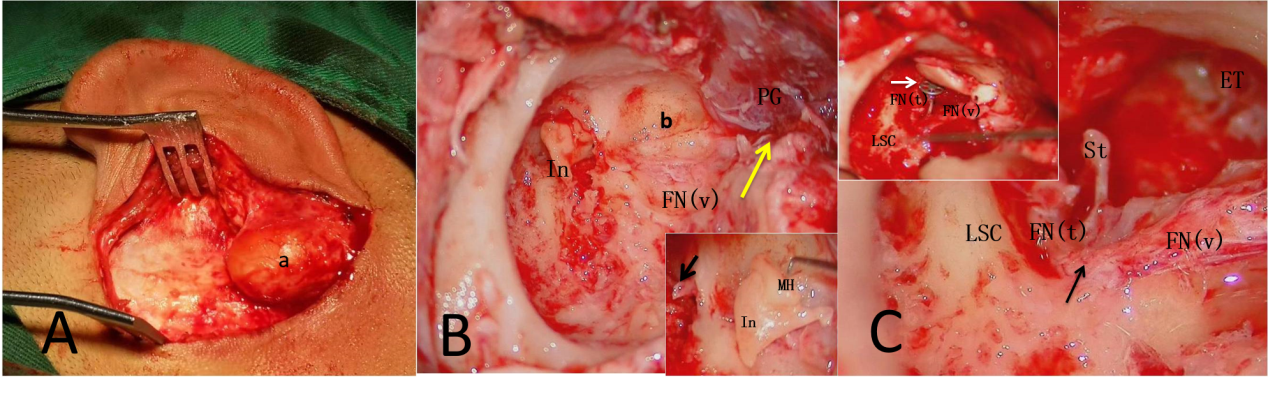 a
A
PG
b
In
FN(v)
MH
In
B
FN(t)
FN(v)
LSC
ET
St
LSC
FN(t)
FN(v)
C